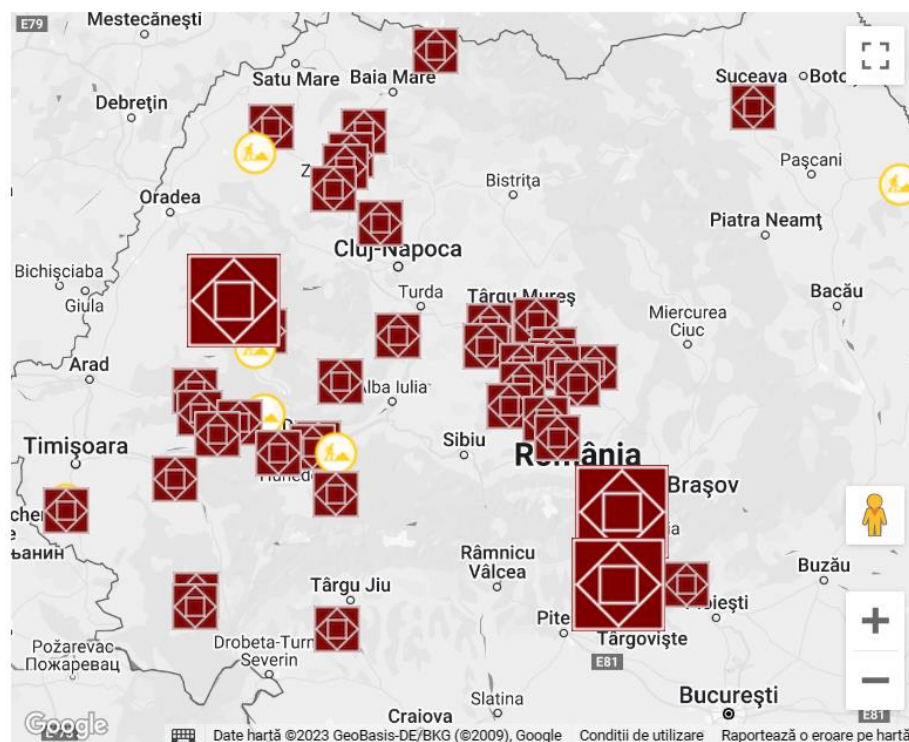 E79
Mestecănești
Satu Mare
Baia Mare
Suceava
Debrețin
Pașcani
Oradea
Bistrița
Piatra Neamț
Cluj-Napoca
Bichișciaba
Giula
Turda
Târgu Mureș
Bacău
Miercurea
Ciuc
Arad
Alba Iulia
Timișoara
Sibiu
România
Brașov
њанин
Târgu Jiu
Râmnicu
Vâlcea
Buzău
Ploiești
Târgoviște
Drobeta-Turn
Severin
Požarevac
Пожаревац
E81
Slatina
București
Craiova
E81
Google
Date hartă ©2023 GeoBasis-DE/BKG (©2009), Google
Condiții de utilizare
Raportează o eroare pe hartă